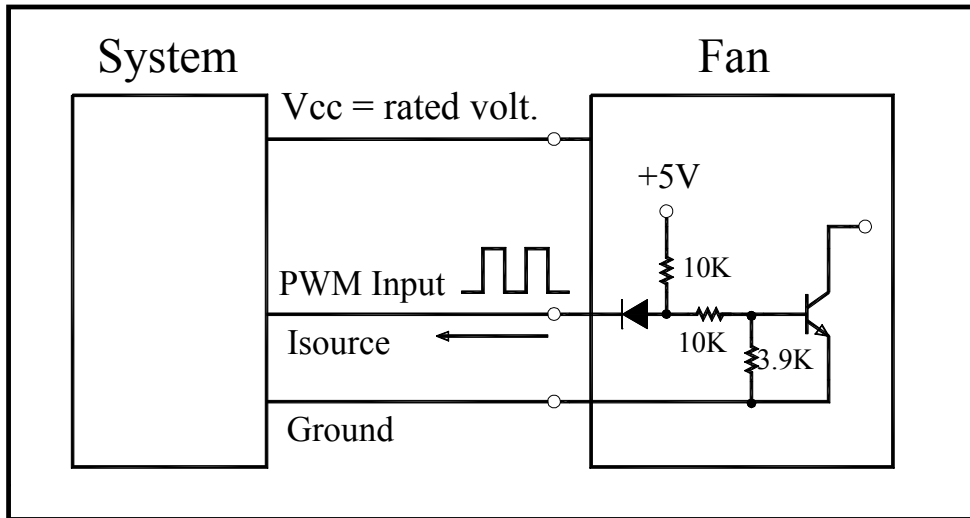 System
Fan
Vcc = rated volt.
+5V
10K
PWM Input
10K
3.9K
Isource
Ground